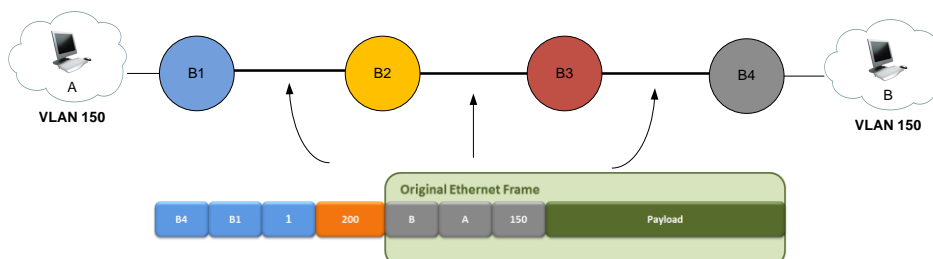 A
VLAN 150
B1
B2
B3
B4
B
VLAN 150
Original Ethernet Frame
B4 B1 1 200 B A 150 Payload